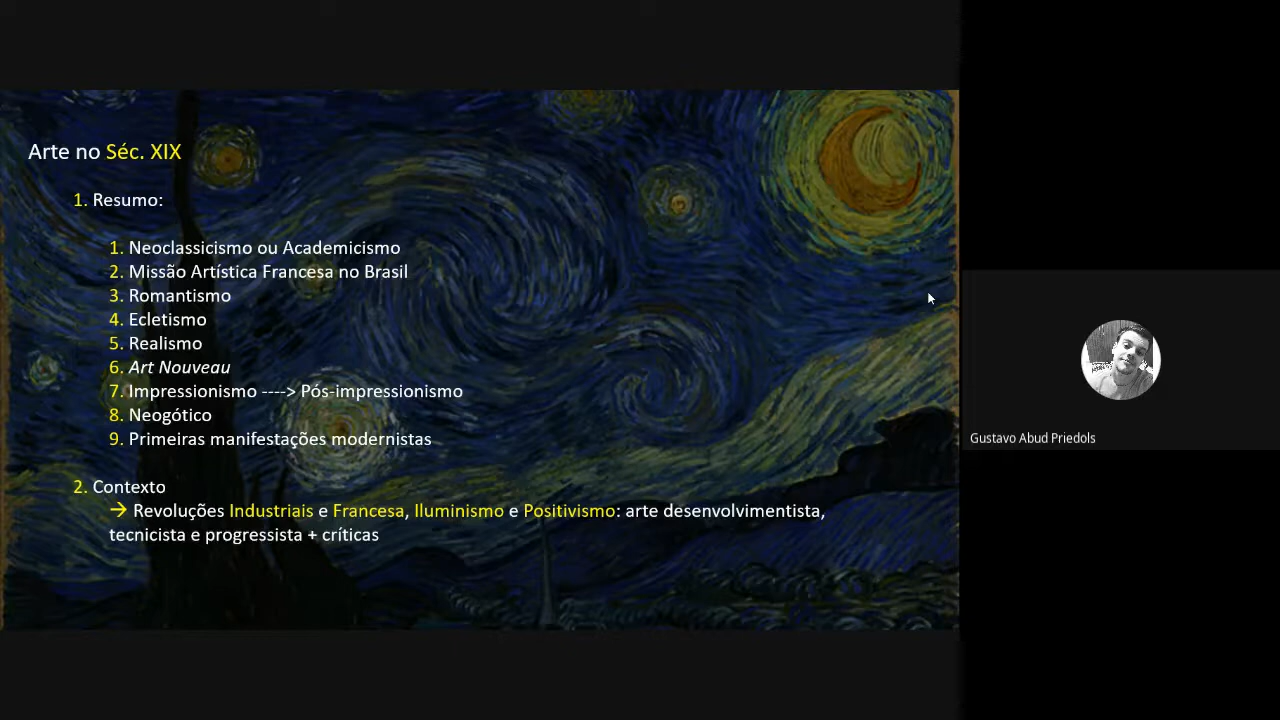 Arte no Séc. XIX
1. Resumo:
1. Neoclassicismo ou Academicismo
2. Missão Artística Francesa no Brasil
3. Romantismo
4. Ecletismo
5. Realismo
6. Art Nouveau
7. Impressionismo ----> Pós-impressionismo
8. Neogótico
9. Primeiras manifestações modernistas
2. Contexto
→ Revoluções Industriais e Francesa, Iluminismo e Positivismo: arte desenvolvimentista,
tecnicista e progressista + críticas
Gustavo Abud Priedols